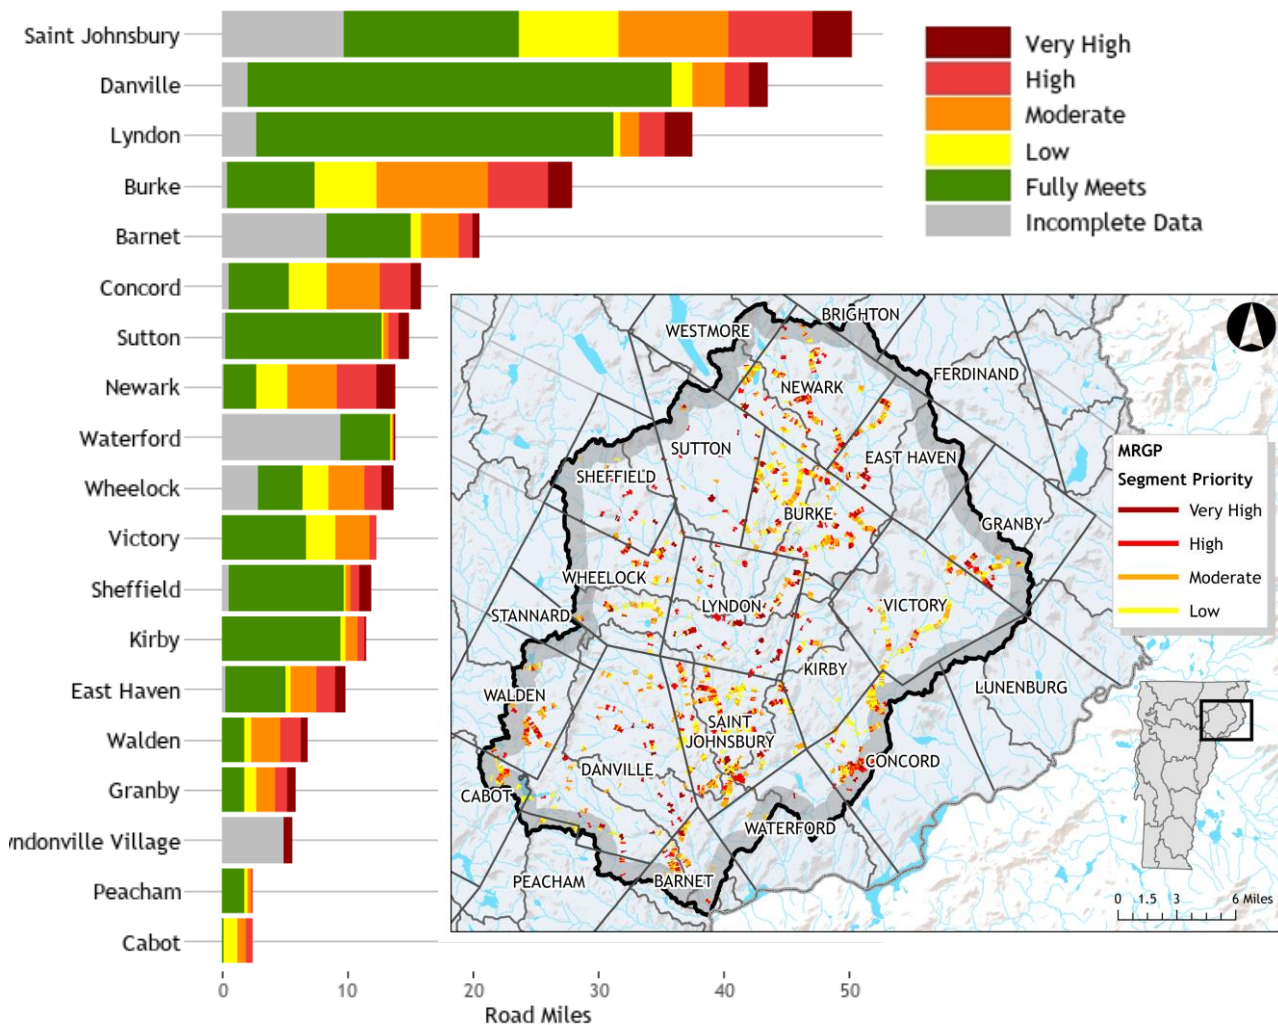 Saint Johnsbury
Danville
Lyndon
Burke
Barnet
Concord
Sutton
Newark
Waterford
Wheelock
Victory
Sheffield
Kirby
East Haven
Walden
Granby
ndonville Village
Peacham
Cabot
0 10 20 30 40 50
Road Miles
Very High
High
Moderate
Low
Fully Meets
Incomplete Data
WESTMORE
BRIGHTON
NEWARK
FERDINAND
SUTTON
EAST HAVEN
SHEFFIELD
BURKE
GRANBY
WHEELOCK
LYNDON
VICTORY
STANNARD
KIRBY
LUNENBURG
WALDEN
SAINT
JOHNSBURY
DANVILLE
CONCORD
CABOT
WATERFORD
PEACHAM
BARNET
MRGP
Segment Priority
Very High
High
Moderate
Low
0 1.5 3 6 Miles